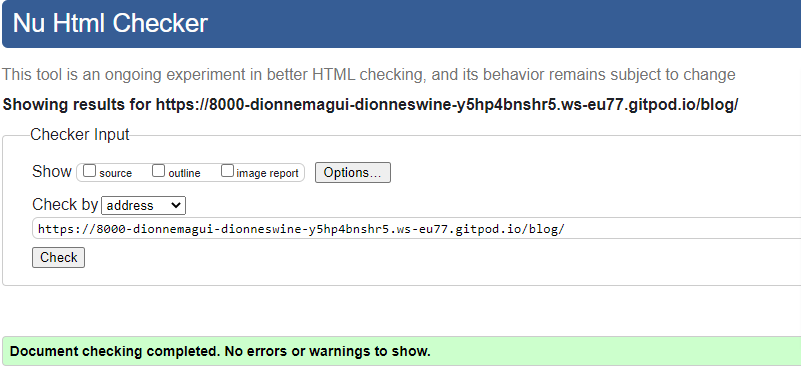 Nu Html Checker
This tool is an ongoing experiment in better HTML checking, and its behavior remains subject to change
Showing results for https://8000-dionnemagui-dionneswine-y5hp4bnshr5.ws-eu77.gitpod.io/blog/
Checker Input
Show source outline image report Options...
Check by address
https://8000-dionnemagui-dionneswine-y5hp4bnshr5.ws-eu77.gitpod.io/blog/
Check
Document checking completed. No errors or warnings to show.